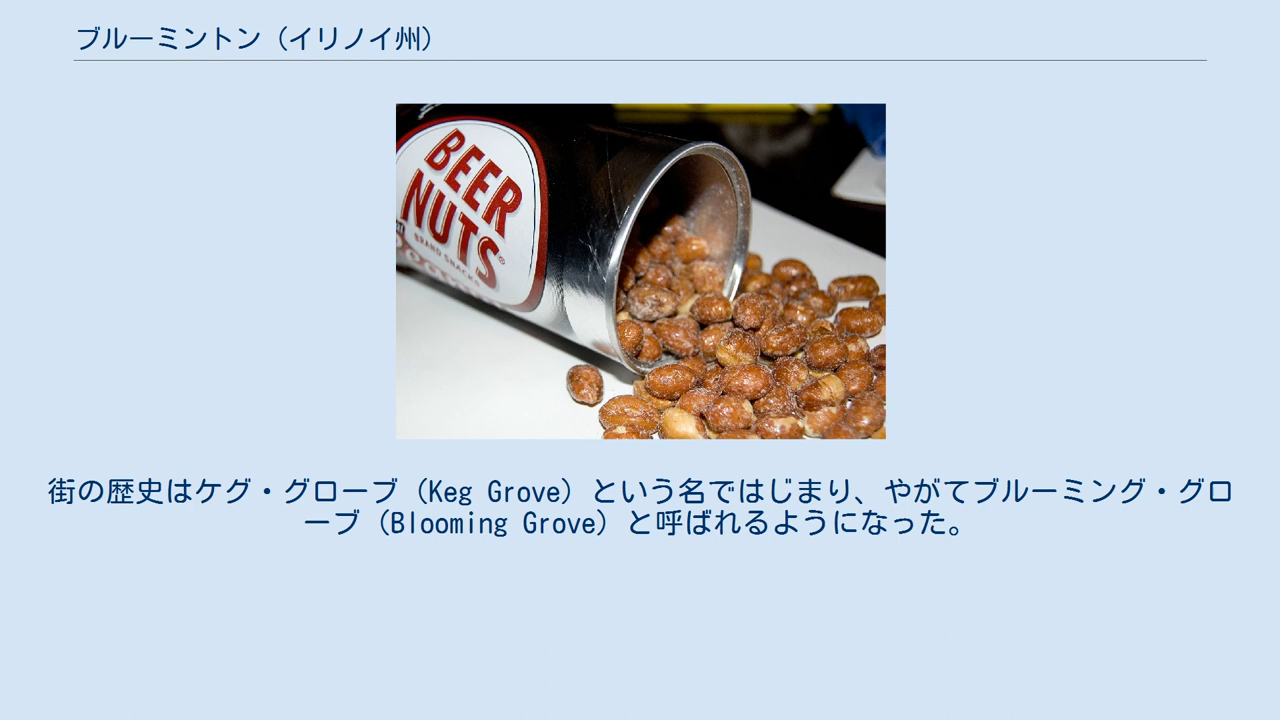 ブルーミントン（イリノイ州）
BEER
NUTS®
BRAND SNACKS
街の歴史はケグ・グローブ（Keg Grove）という名ではじまり、やがてブルーミング・グロ
ーブ（Blooming Grove）と呼ばれるようになった。